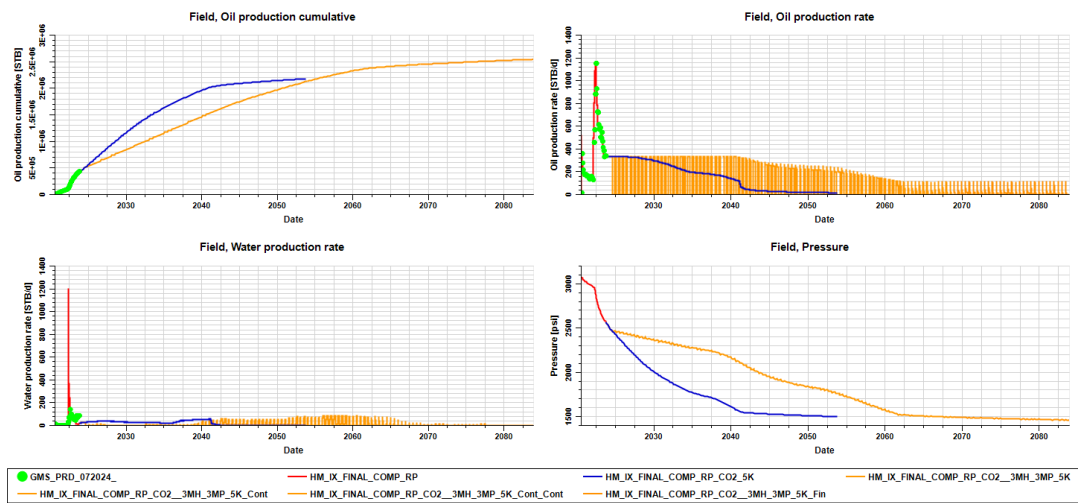 Field, Oil production cumulative
Oil production cumulative [STB]
0 5E+05 1E+06 1.5E+06 2E+06 2.5E+06 3E+06
2030 2040 2050 2060 2070 2080
Date
Field, Oil production rate
Oil production rate [STB/d]
0 200 400 600 800 1000 1200 1400
2030 2040 2050 2060 2070 2080
Date
Field, Water production rate
Water production rate [STB/d]
0 200 400 600 800 1000 1200 1400
2030 2040 2050 2060 2070 2080
Date
Field, Pressure
Pressure [psi]
1500 2000 2500 3000
2030 2040 2050 2060 2070 2080
Date
GMS_PRD_072024_ HM_IX_FINAL_COMP_RP HM_IX_FINAL_COMP_RP_CO2_5K HM_IX_FINAL_COMP_RP_CO2__3MH_3MP_5K
HM_IX_FINAL_COMP_RP_CO2__3MH_3MP_5K_Cont HM_IX_FINAL_COMP_RP_CO2__3MH_3MP_5K_Cont_Cont HM_IX_FINAL_COMP_RP_CO2__3MH_3MP_5K_Fin